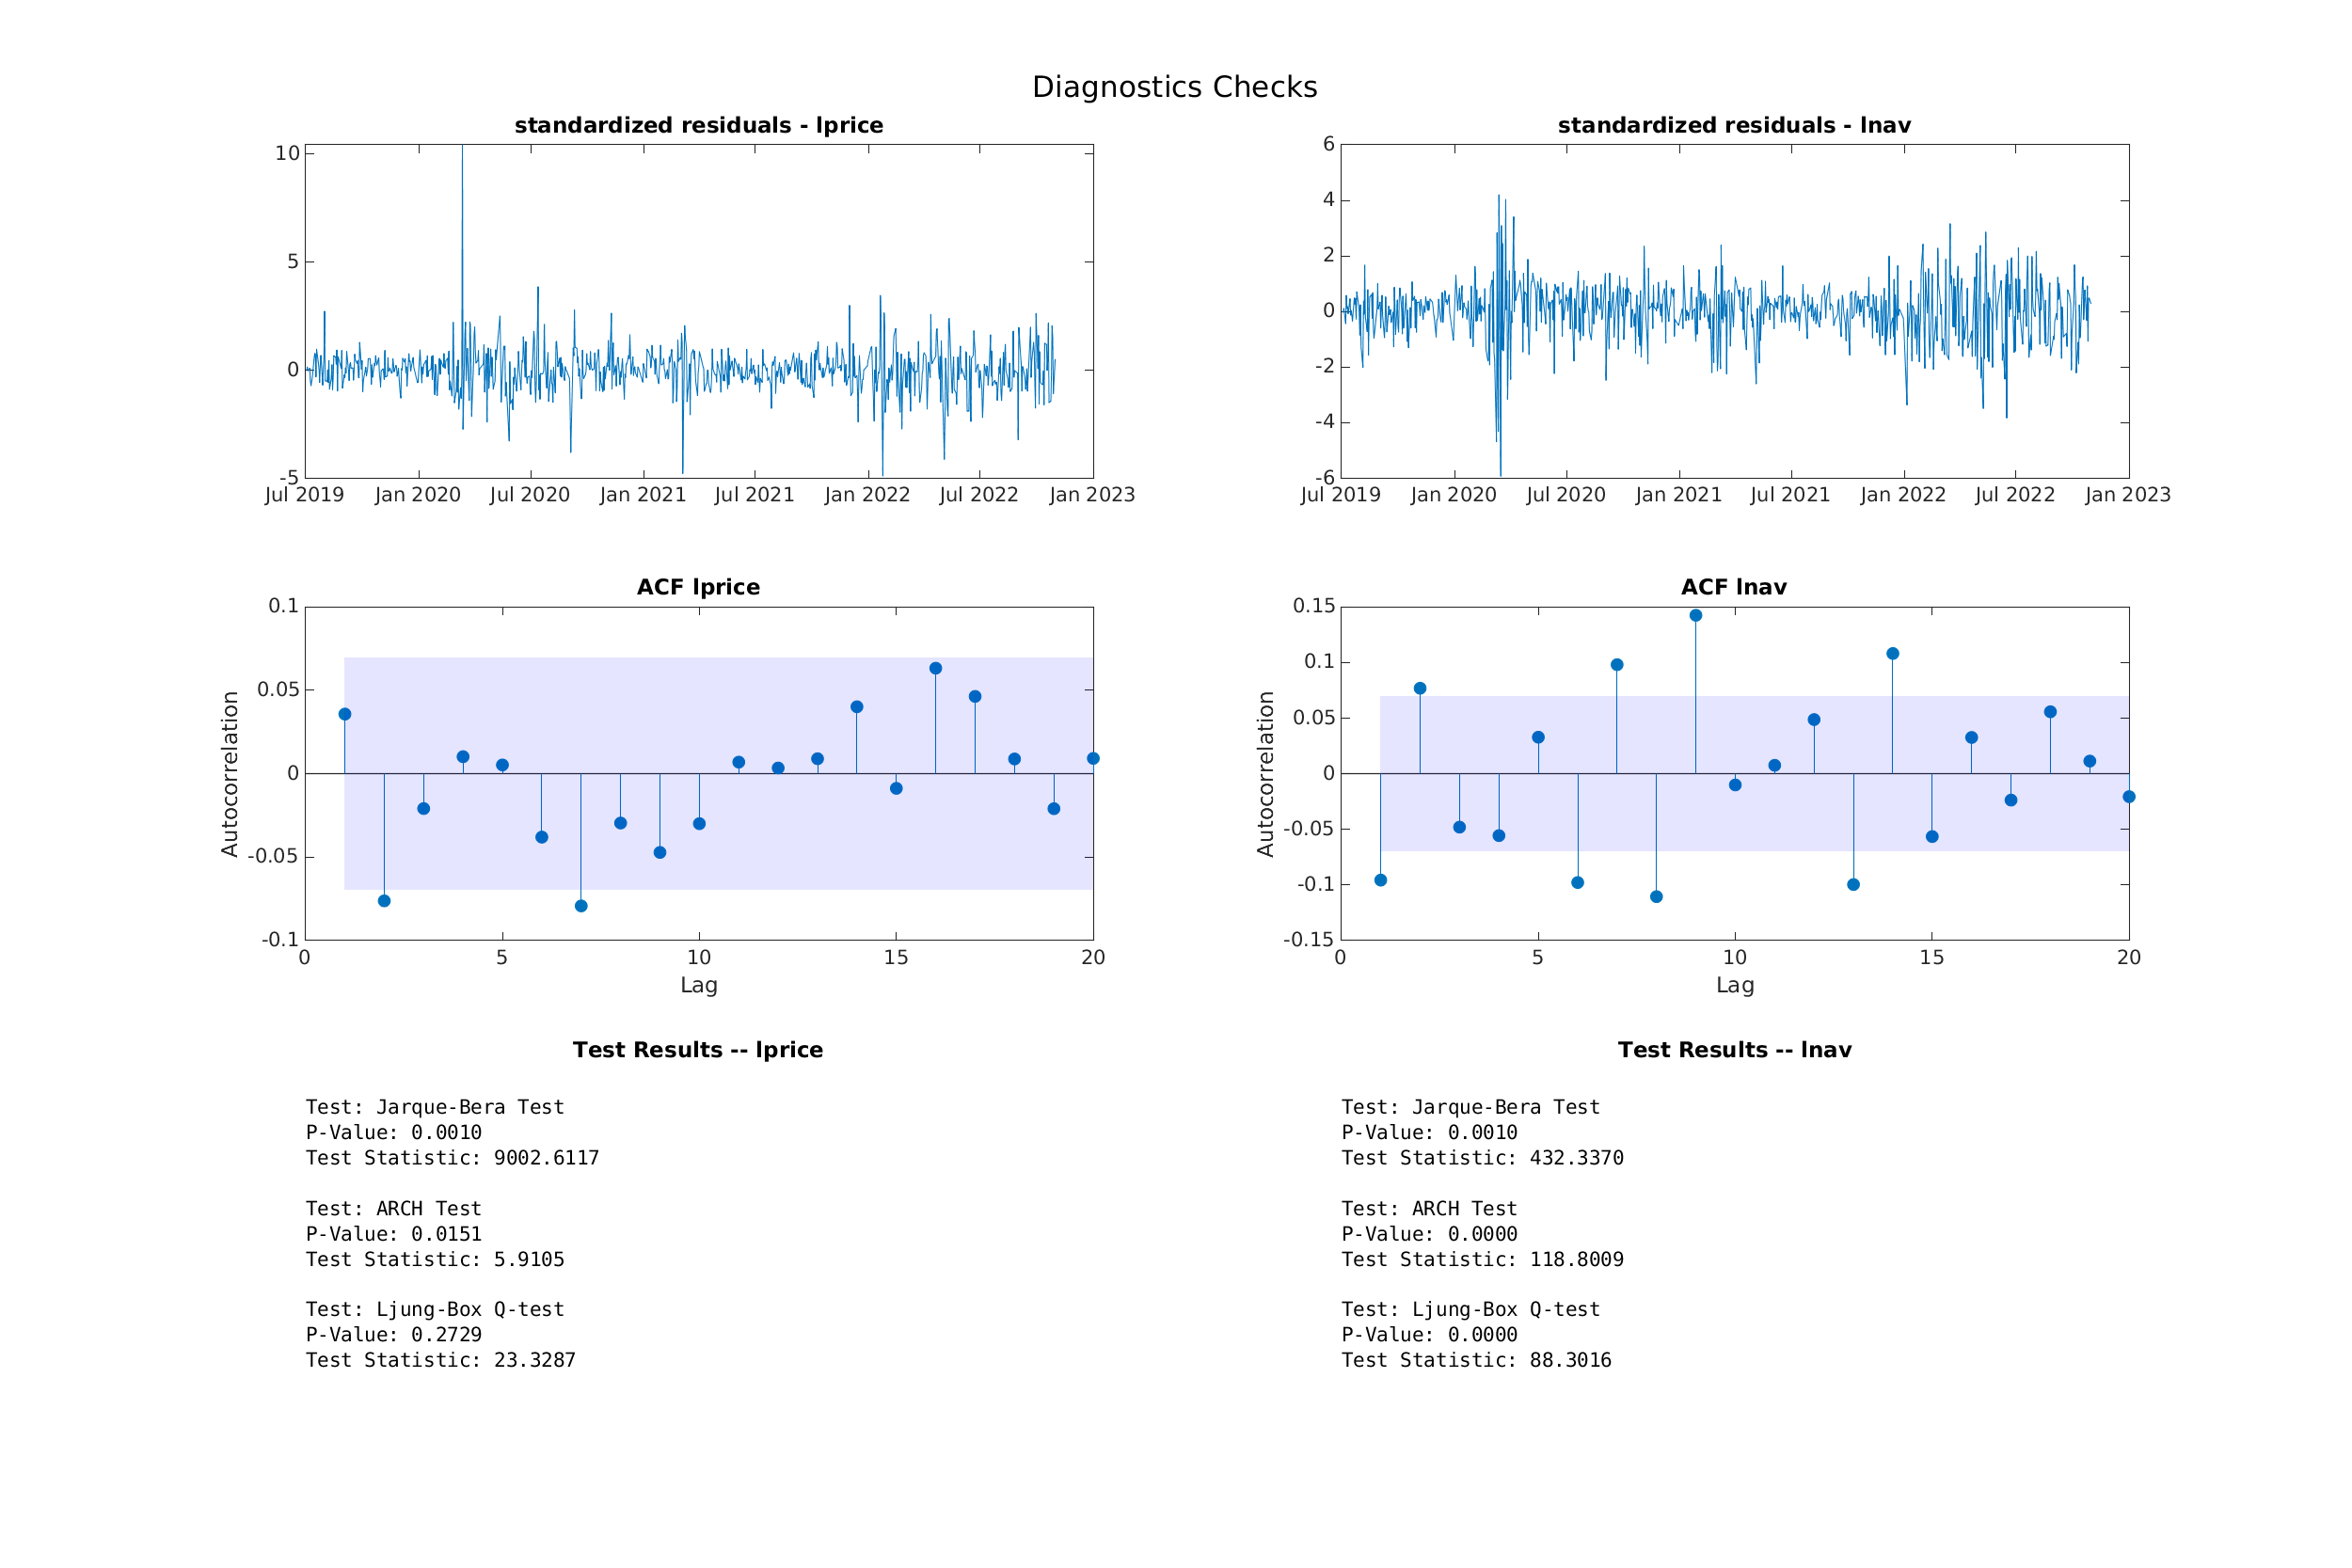 Diagnostics Checks
standardized residuals - lprice
10
5
0
-5
Jul 2019 Jan 2020 Jul 2020 Jan 2021 Jul 2021 Jan 2022 Jul 2022 Jan 2023
standardized residuals - lnav
6
4
2
0
-2
-4
-6
Jul 2019 Jan 2020 Jul 2020 Jan 2021 Jul 2021 Jan 2022 Jul 2022 Jan 2023
ACF lprice
0.1
0.05
0
-0.05
-0.1
Autocorrelation
0 5 10 15 20
Lag
ACF lnav
0.15
0.1
0.05
0
-0.05
-0.1
-0.15
Autocorrelation
0 5 10 15 20
Lag
Test Results -- lprice
Test: Jarque-Bera Test
P-Value: 0.0010
Test Statistic: 9002.6117
Test: ARCH Test
P-Value: 0.0151
Test Statistic: 5.9105
Test: Ljung-Box Q-test
P-Value: 0.2729
Test Statistic: 23.3287
Test Results -- lnav
Test: Jarque-Bera Test
P-Value: 0.0010
Test Statistic: 432.3370
Test: ARCH Test
P-Value: 0.0000
Test Statistic: 118.8009
Test: Ljung-Box Q-test
P-Value: 0.0000
Test Statistic: 88.3016